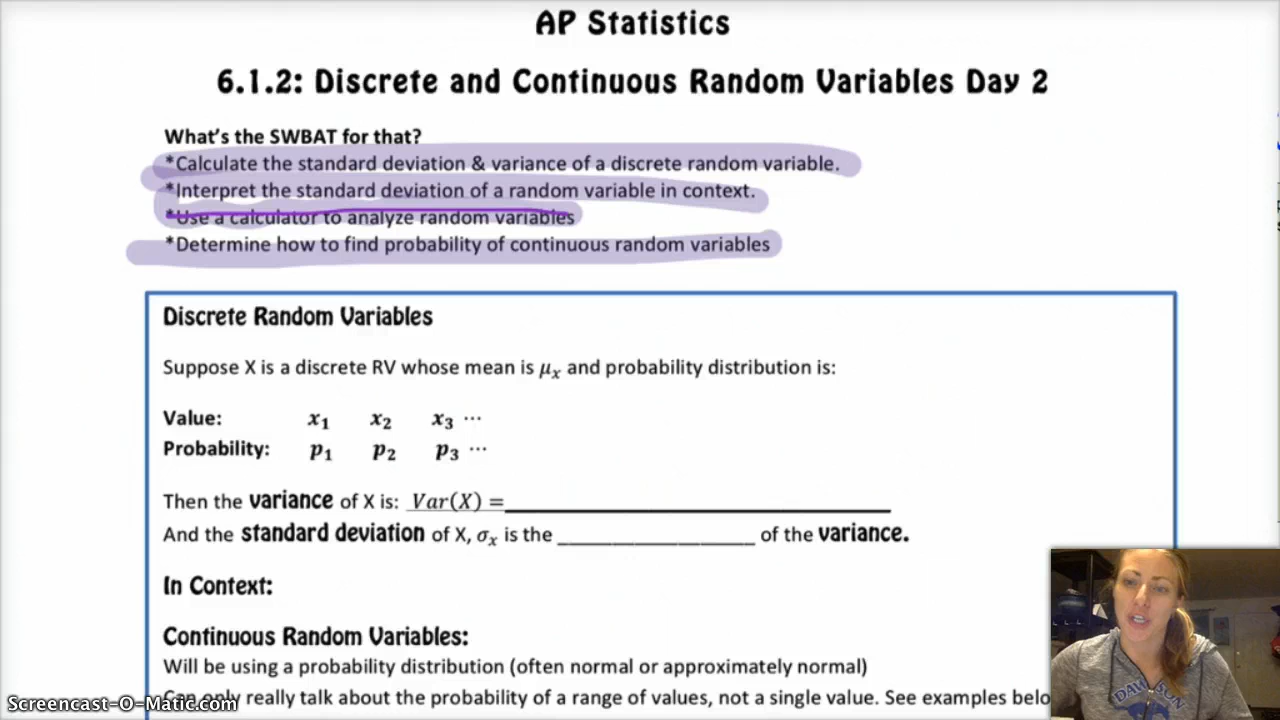 AP Statistics
6.1.2: Discrete and Continuous Random Variables Day 2
What's the SWBAT for that?
*Calculate the standard deviation & variance of a discrete random variable.
*Interpret the standard deviation of a random variable in context.
*Use a calculator to analyze random variables
*Determine how to find probability of continuous random variables
Discrete Random Variables
Suppose X is a discrete RV whose mean is μₓ and probability distribution is:
Value: x₁ x₂ x₃ ⋯
Probability: p₁ p₂ p₃ ⋯
Then the variance of X is: Var(X) =____________________
And the standard deviation of X, σₓ is the __________________ of the variance.
In Context:
Continuous Random Variables:
Will be using a probability distribution (often normal or approximately normal)
Can only really talk about the probability of a range of values, not a single value. See examples belo
Screencast-O-Matic.com
DAWSON